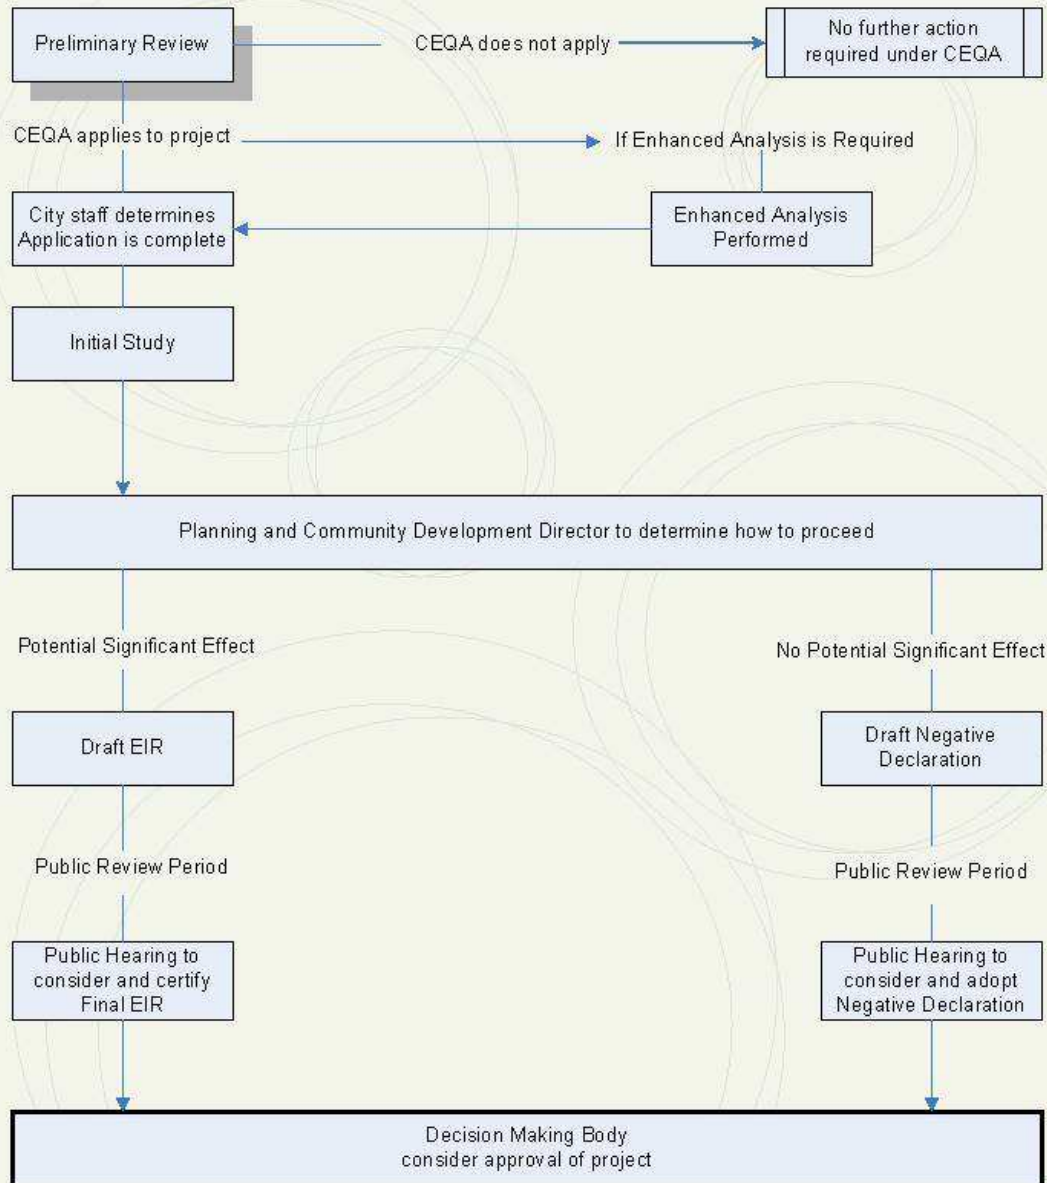 Preliminary Review
CEQA does not apply
No further action
required under CEQA
CEQA applies to project
If Enhanced Analysis is Required
City staff determines
Application is complete
Enhanced Analysis
Performed
Initial Study
Planning and Community Development Director to determine how to proceed
Potential Significant Effect
No Potential Significant Effect
Draft EIR
Draft Negative
Declaration
Public Review Period
Public Review Period
Public Hearing to
consider and certify
Final EIR
Public Hearing to
consider and adopt
Negative Declaration
Decision Making Body
consider approval of project